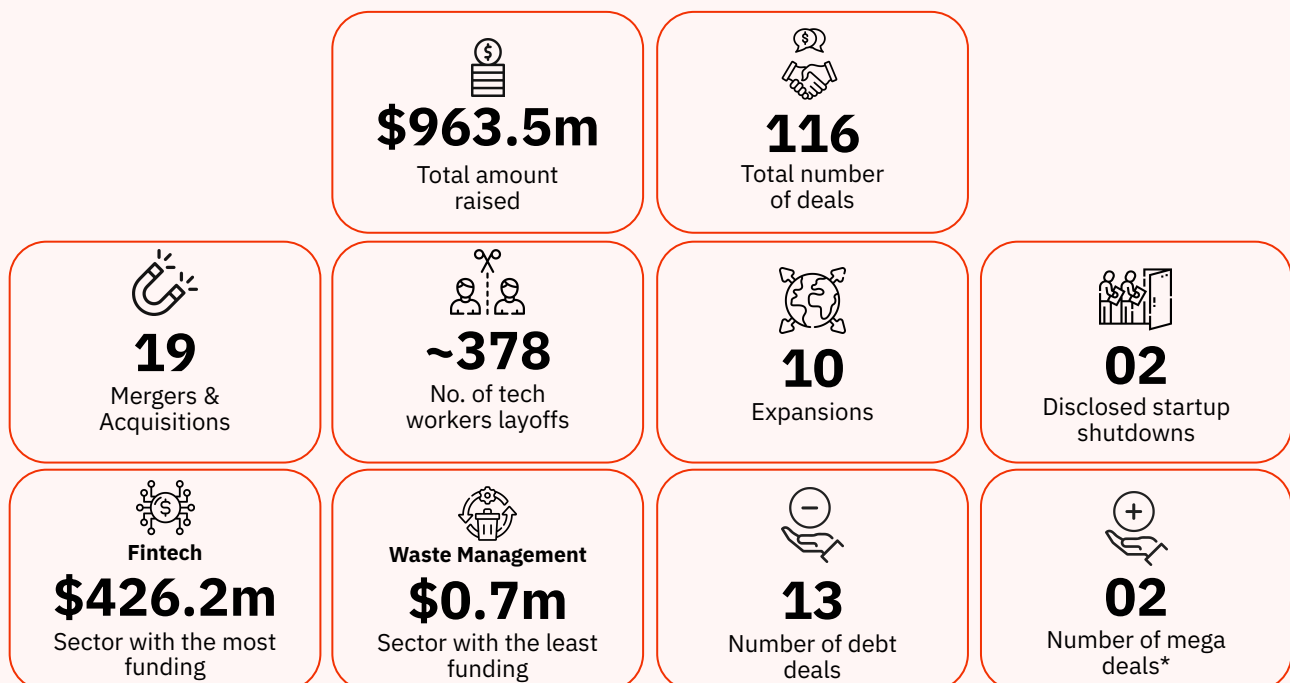 $963.5m
Total amount
raised
116
Total number
of deals
19
Mergers &
Acquisitions
~378
No. of tech
workers layoffs
10
Expansions
02
Disclosed startup
shutdowns
Fintech
$426.2m
Sector with the most
funding
Waste Management
$0.7m
Sector with the least
funding
13
Number of debt
deals
02
Number of mega
deals*